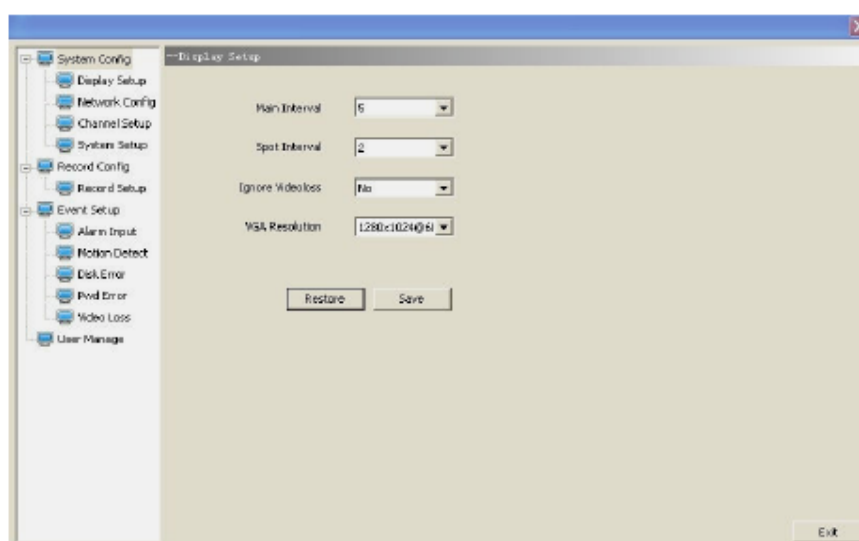 System Config
Display Setup
Network Config
Channel Setup
System Setup
Record Config
Record Setup
Event Setup
Alarm Input
Motion Detect
Disk Error
Pwd Error
Video Loss
User Manage
--Display Setup
Main Interval 5
Spot Interval 2
Ignore Videoloss No
VGA Resolution 1280x1024@6
Restore Save
Exit